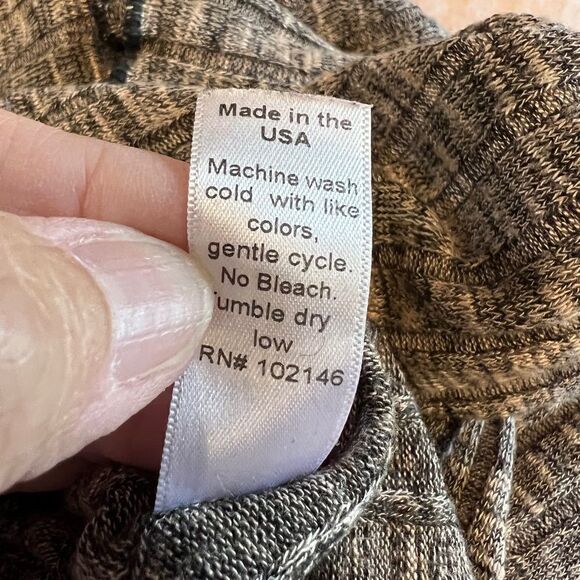 Made in the
USA
Machine wash
cold with like
colors,
gentle cycle.
No Bleach.
Tumble dry
low
RN# 102146